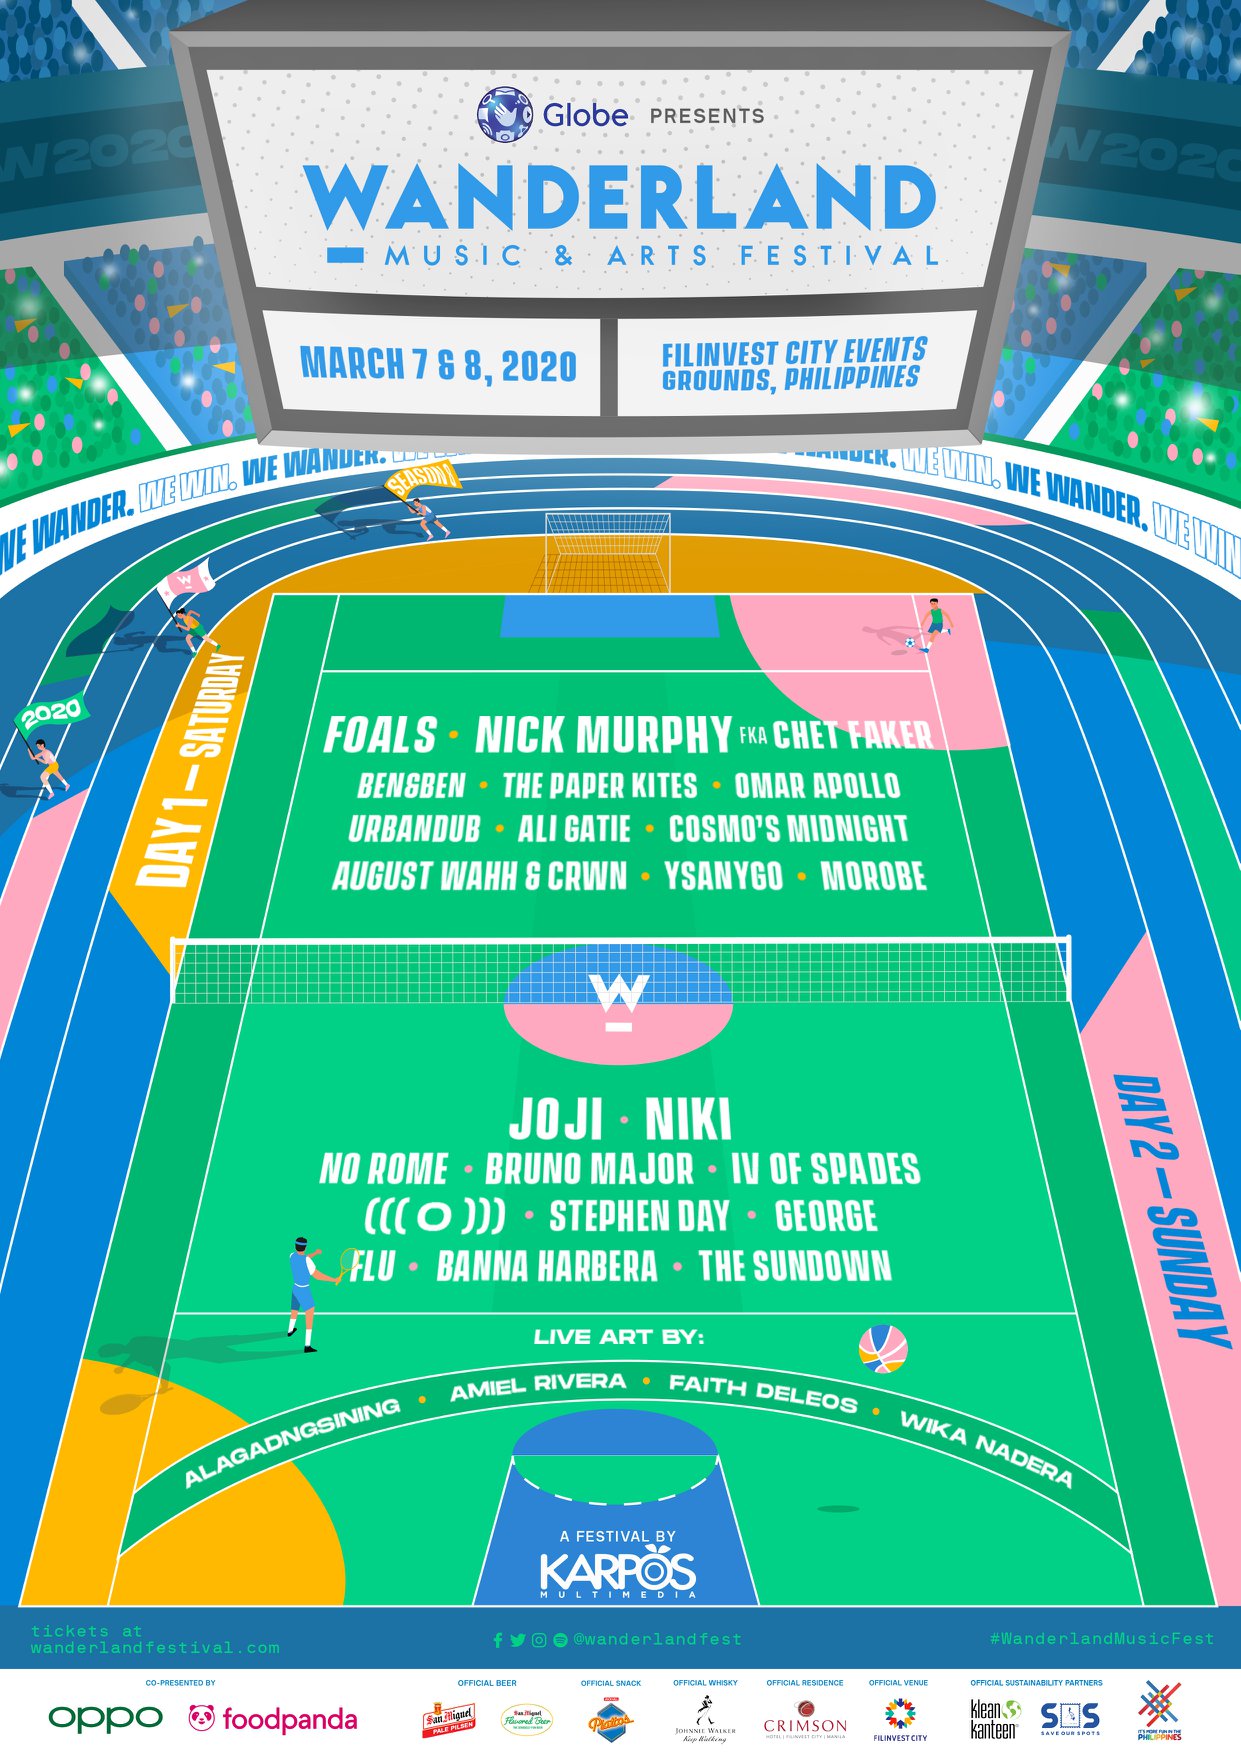 W2020
W2020
Globe PRESENTS
WANDERLAND
MUSIC & ARTS FESTIVAL
MARCH 7 & 8, 2020
FILINVEST CITY EVENTS
GROUNDS, PHILIPPINES
WE WANDER. WE WIN. WE WANDER. WE WIN.
WANDER. WE WIN. WE WANDER. WE WIN
SEASON 1
W
2020
DAY 1 — SATURDAY
FOALS • NICK MURPHY FKA CHET FAKER
BEN&BEN • THE PAPER KITES • OMAR APOLLO
URBANDUB • ALI GATIE • COSMO'S MIDNIGHT
AUGUST WAHH & CRWN • YSANYGO • MOROBE
W
DAY 2 — SUNDAY
JOJI • NIKI
NO ROME • BRUNO MAJOR • IV OF SPADES
(((O))) • STEPHEN DAY • GEORGE
FLU • BANNA HARBERA • THE SUNDOWN
LIVE ART BY:
ALAGADNGSINING • AMIEL RIVERA • FAITH DELEOS • WIKA NADERA
A FESTIVAL BY
KARPOS
MULTIMEDIA
tickets at
wanderlandfestival.com
@wanderlandfest
#WanderlandMusicFest
CO-PRESENTED BY
oppo
foodpanda
OFFICIAL BEER
San Miguel
PALE PILSEN
San Miguel
Flavored Beer
OFFICIAL SNACK
Piattos
OFFICIAL WHISKY
JOHNNIE WALKER
Keep Walking
OFFICIAL RESIDENCE
CRIMSON
HOTEL | FILINVEST CITY | MANILA
OFFICIAL VENUE
FILINVEST CITY
OFFICIAL SUSTAINABILITY PARTNERS
klean
kanteen
SOS
SAVE OUR SPOTS
IT'S MORE FUN IN THE
PHILIPPINES